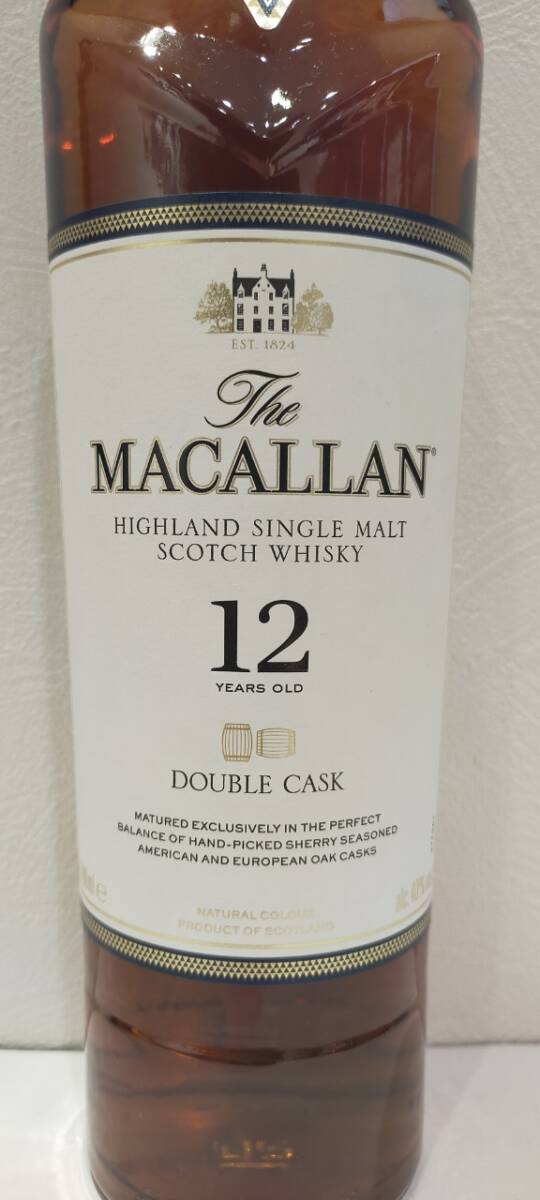 EST. 1824
The
MACALLAN
HIGHLAND SINGLE MALT
SCOTCH WHISKY
12
YEARS OLD
DOUBLE CASK
MATURED EXCLUSIVELY IN THE PERFECT
BALANCE OF HAND-PICKED SHERRY SEASONED
AMERICAN AND EUROPEAN OAK CASKS
NATURAL COLOUR
PRODUCT OF SCOTLAND